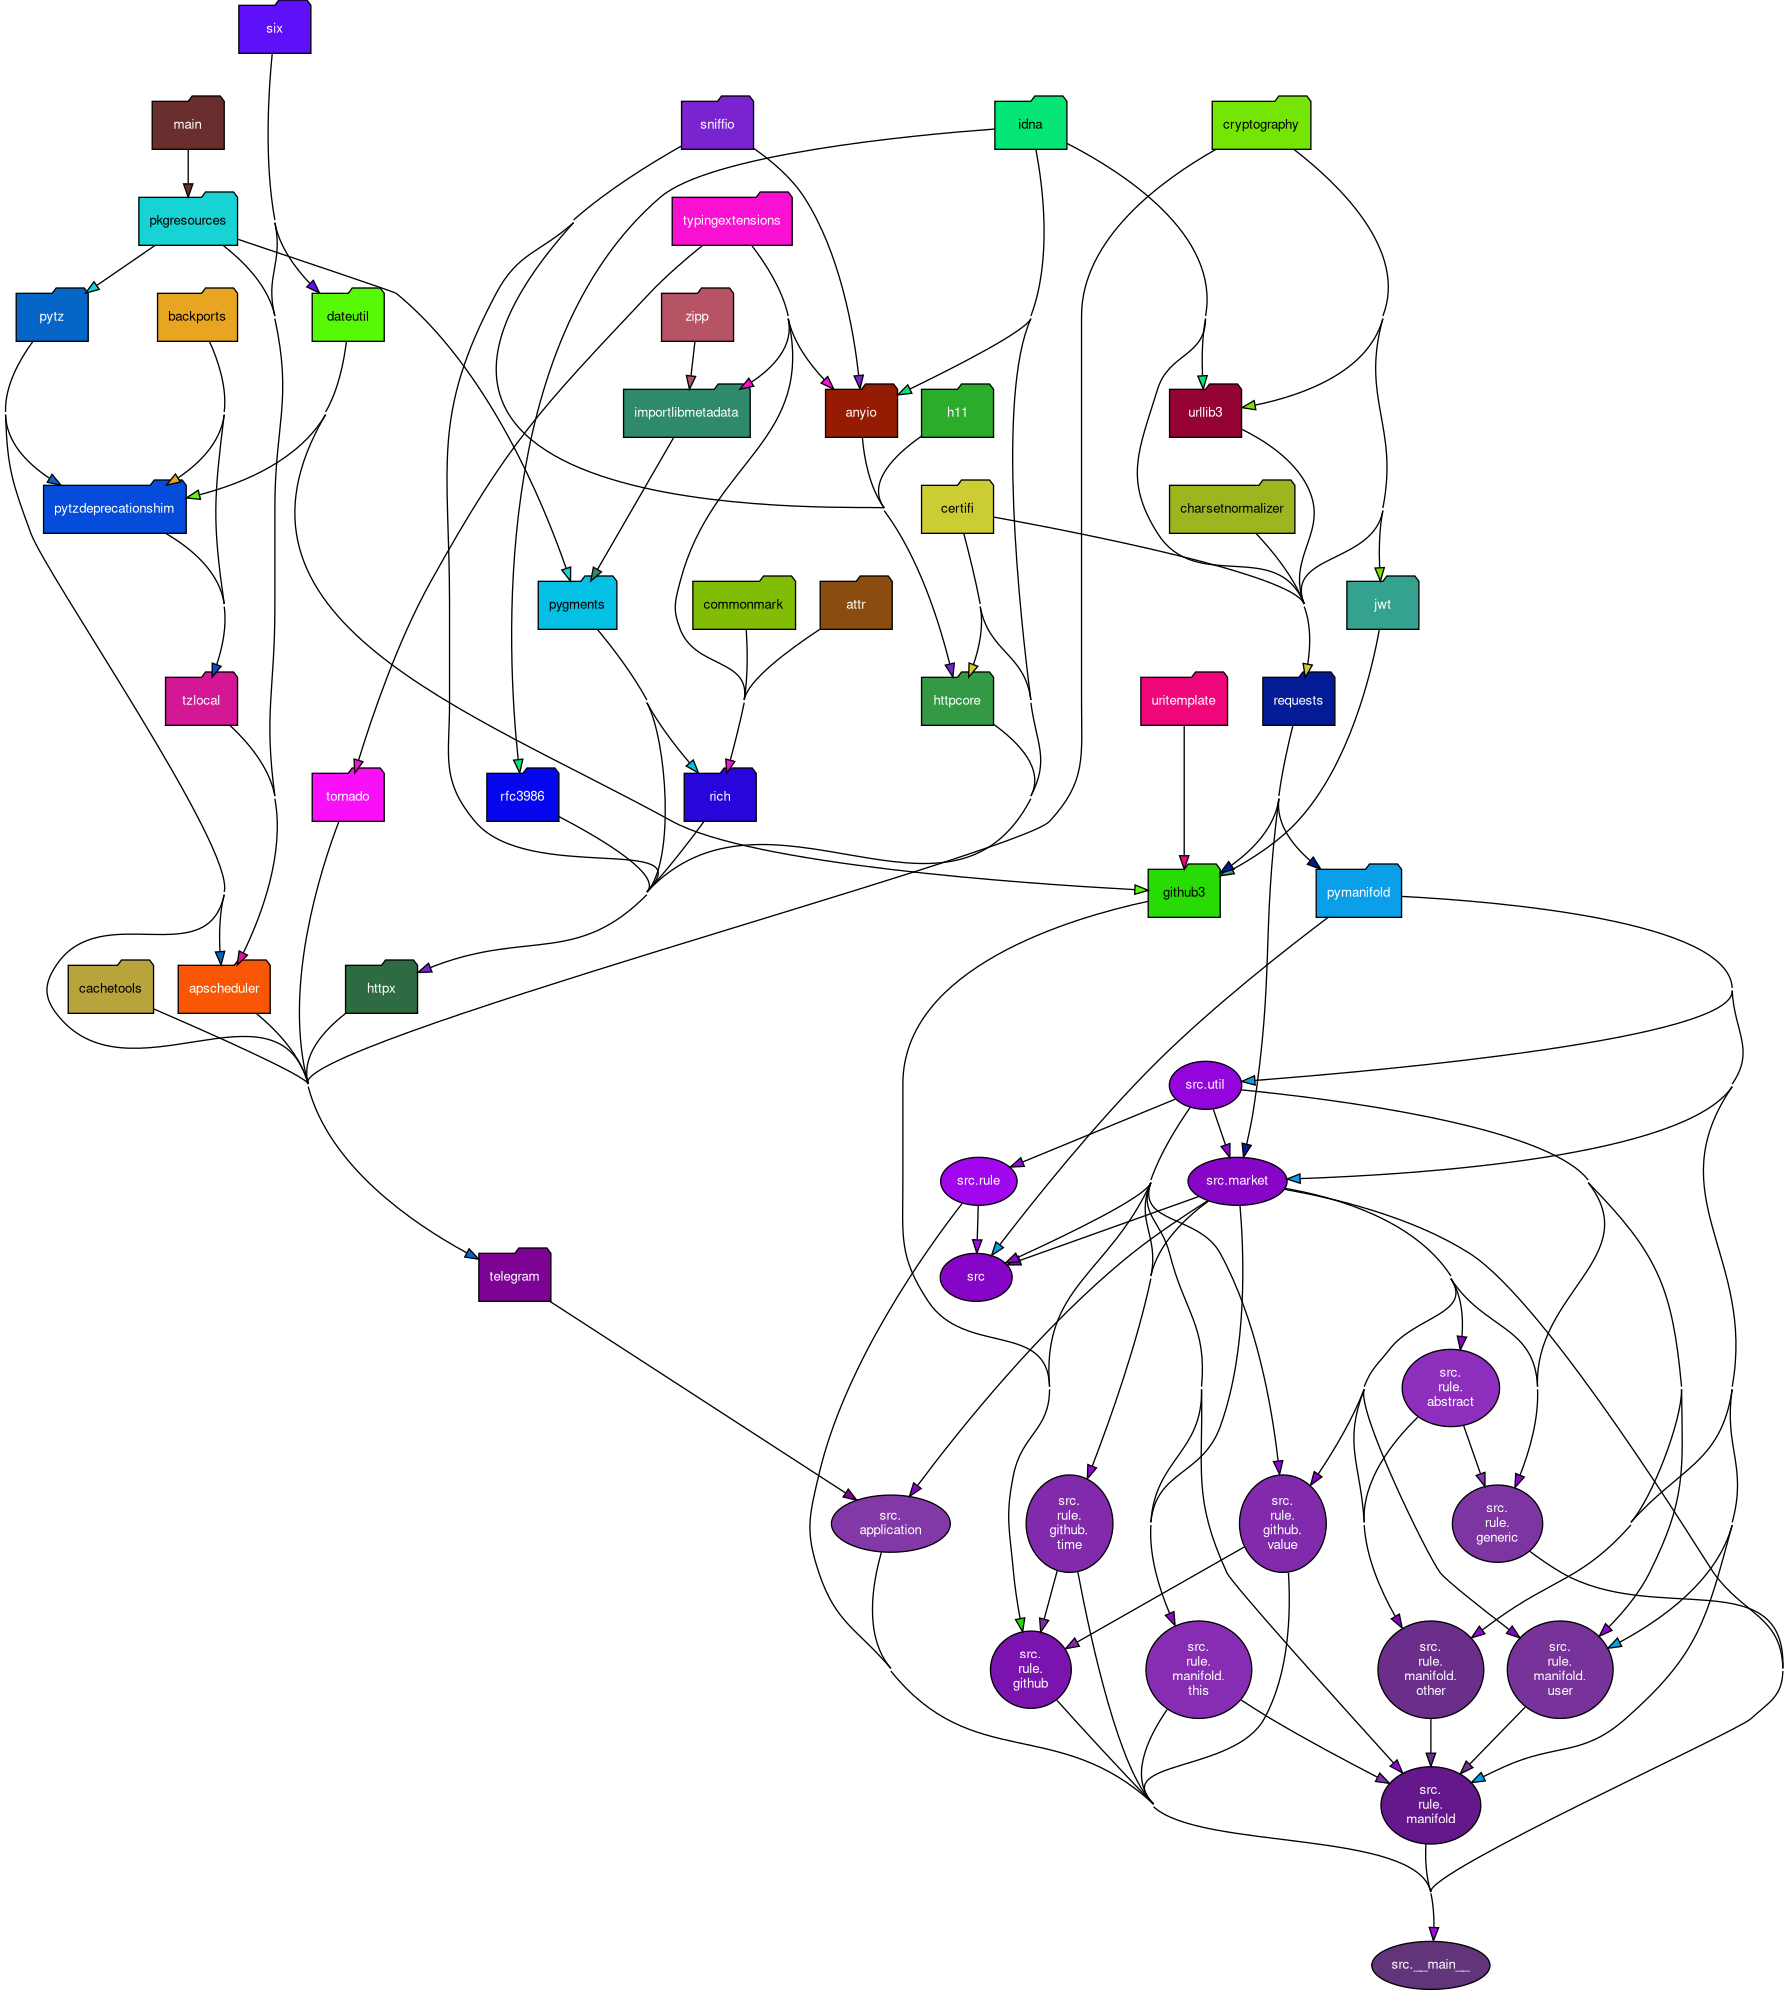 six
main
sniffio
idna
cryptography
pkgresources
typingextensions
pytz
backports
dateutil
zipp
importlibmetadata
anyio
h11
urllib3
pytzdeprecationshim
certifi
charsetnormalizer
pygments
commonmark
attr
jwt
tzlocal
httpcore
uritemplate
requests
tornado
rfc3986
rich
github3
pymanifold
cachetools
apscheduler
httpx
src.util
src.rule
src.market
telegram
src
src.
rule.
abstract
src.
application
src.
rule.
github.
time
src.
rule.
github.
value
src.
rule.
generic
src.
rule.
github
src.
rule.
manifold.
this
src.
rule.
manifold.
other
src.
rule.
manifold.
user
src.
rule.
manifold
src.__main__